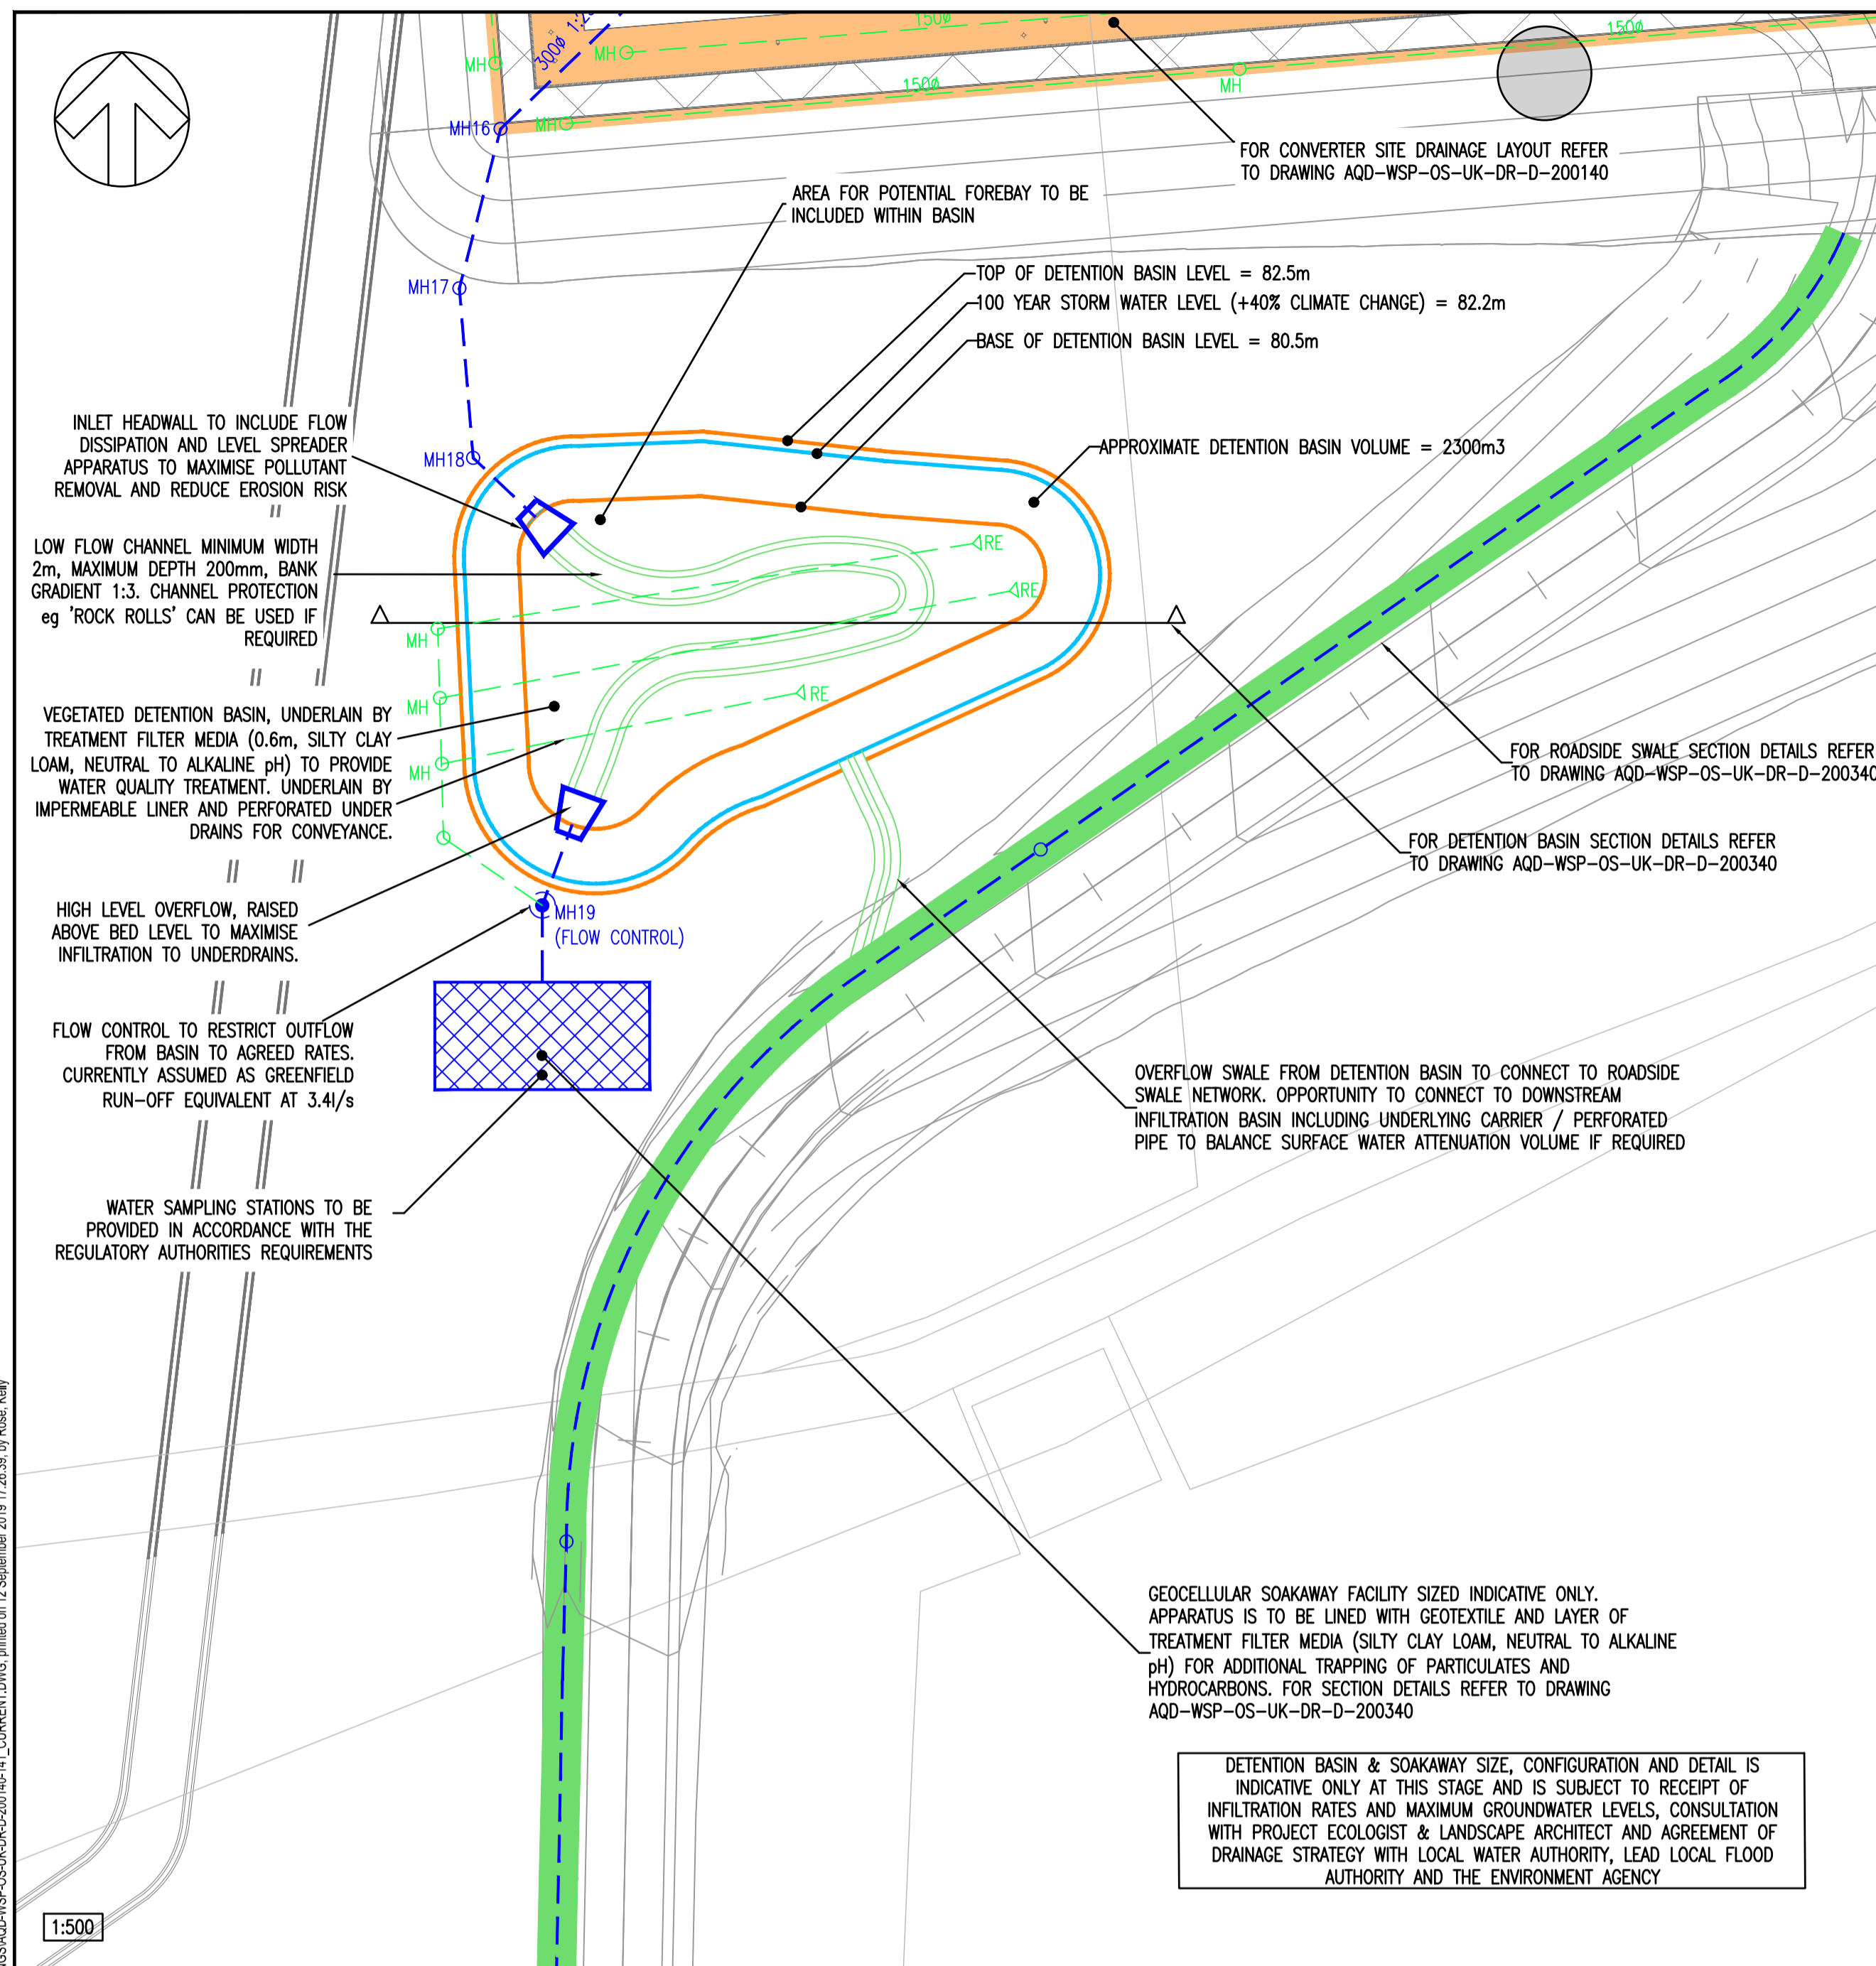 150ø
150ø
300ø
MH
MH
150ø
MH
MH
MH16
FOR CONVERTER SITE DRAINAGE LAYOUT REFER
TO DRAWING AQD-WSP-OS-UK-DR-D-200140
AREA FOR POTENTIAL FOREBAY TO BE
INCLUDED WITHIN BASIN
MH17
TOP OF DETENTION BASIN LEVEL = 82.5m
100 YEAR STORM WATER LEVEL (+40% CLIMATE CHANGE) = 82.2m
BASE OF DETENTION BASIN LEVEL = 80.5m
INLET HEADWALL TO INCLUDE FLOW
DISSIPATION AND LEVEL SPREADER
APPARATUS TO MAXIMISE POLLUTANT
REMOVAL AND REDUCE EROSION RISK
MH18
APPROXIMATE DETENTION BASIN VOLUME = 2300m3
LOW FLOW CHANNEL MINIMUM WIDTH
2m, MAXIMUM DEPTH 200mm, BANK
GRADIENT 1:3. CHANNEL PROTECTION
eg 'ROCK ROLLS' CAN BE USED IF
REQUIRED
RE
RE
MH
RE
MH
MH
VEGETATED DETENTION BASIN, UNDERLAIN BY
TREATMENT FILTER MEDIA (0.6m, SILTY CLAY
LOAM, NEUTRAL TO ALKALINE pH) TO PROVIDE
WATER QUALITY TREATMENT. UNDERLAIN BY
IMPERMEABLE LINER AND PERFORATED UNDER
DRAINS FOR CONVEYANCE.
FOR ROADSIDE SWALE SECTION DETAILS REFER
TO DRAWING AQD-WSP-OS-UK-DR-D-200340
FOR DETENTION BASIN SECTION DETAILS REFER
TO DRAWING AQD-WSP-OS-UK-DR-D-200340
HIGH LEVEL OVERFLOW, RAISED
ABOVE BED LEVEL TO MAXIMISE
INFILTRATION TO UNDERDRAINS.
MH19
(FLOW CONTROL)
FLOW CONTROL TO RESTRICT OUTFLOW
FROM BASIN TO AGREED RATES.
CURRENTLY ASSUMED AS GREENFIELD
RUN-OFF EQUIVALENT AT 3.4l/s
OVERFLOW SWALE FROM DETENTION BASIN TO CONNECT TO ROADSIDE
SWALE NETWORK. OPPORTUNITY TO CONNECT TO DOWNSTREAM
INFILTRATION BASIN INCLUDING UNDERLYING CARRIER / PERFORATED
PIPE TO BALANCE SURFACE WATER ATTENUATION VOLUME IF REQUIRED
WATER SAMPLING STATIONS TO BE
PROVIDED IN ACCORDANCE WITH THE
REGULATORY AUTHORITIES REQUIREMENTS
GEOCELLULAR SOAKAWAY FACILITY SIZED INDICATIVE ONLY.
APPARATUS IS TO BE LINED WITH GEOTEXTILE AND LAYER OF
TREATMENT FILTER MEDIA (SILTY CLAY LOAM, NEUTRAL TO ALKALINE
pH) FOR ADDITIONAL TRAPPING OF PARTICULATES AND
HYDROCARBONS. FOR SECTION DETAILS REFER TO DRAWING
AQD-WSP-OS-UK-DR-D-200340
DETENTION BASIN & SOAKAWAY SIZE, CONFIGURATION AND DETAIL IS
INDICATIVE ONLY AT THIS STAGE AND IS SUBJECT TO RECEIPT OF
INFILTRATION RATES AND MAXIMUM GROUNDWATER LEVELS, CONSULTATION
WITH PROJECT ECOLOGIST & LANDSCAPE ARCHITECT AND AGREEMENT OF
DRAINAGE STRATEGY WITH LOCAL WATER AUTHORITY, LEAD LOCAL FLOOD
AUTHORITY AND THE ENVIRONMENT AGENCY
1:500
printed on 12 September 2019 17:26:39, by Rose, Kelly